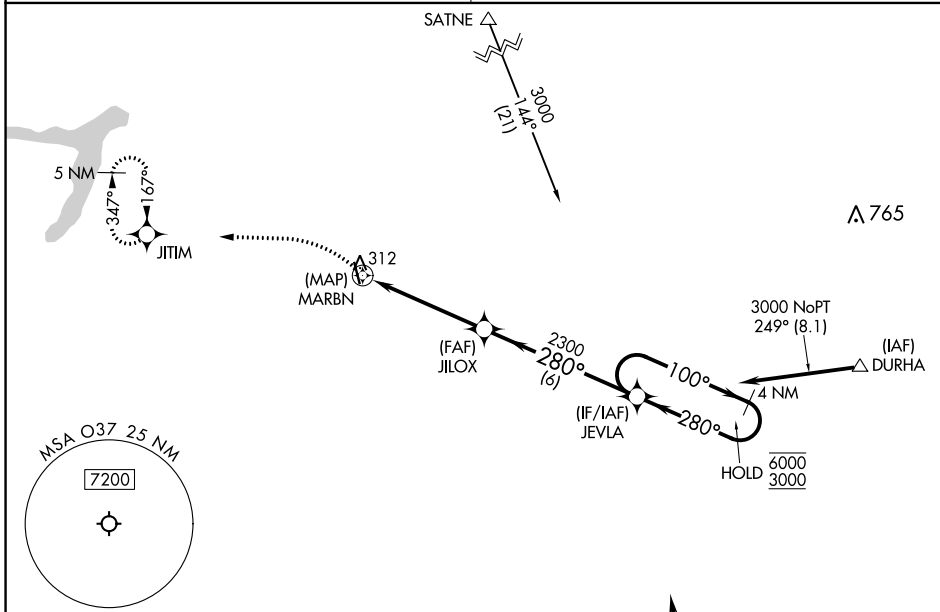 SATNE
3000
144°
(21)
5 NM
347°
167°
JITIM
765
312
(MAP)
MARBN
3000 NoPT
249° (8.1)
(IAF)
DURHA
(FAF)
JILOX
2300
280°
(6)
100°
4 NM
(IF/IAF)
JEVLA
280°
HOLD
6000
3000
MSA O37 25 NM
7200